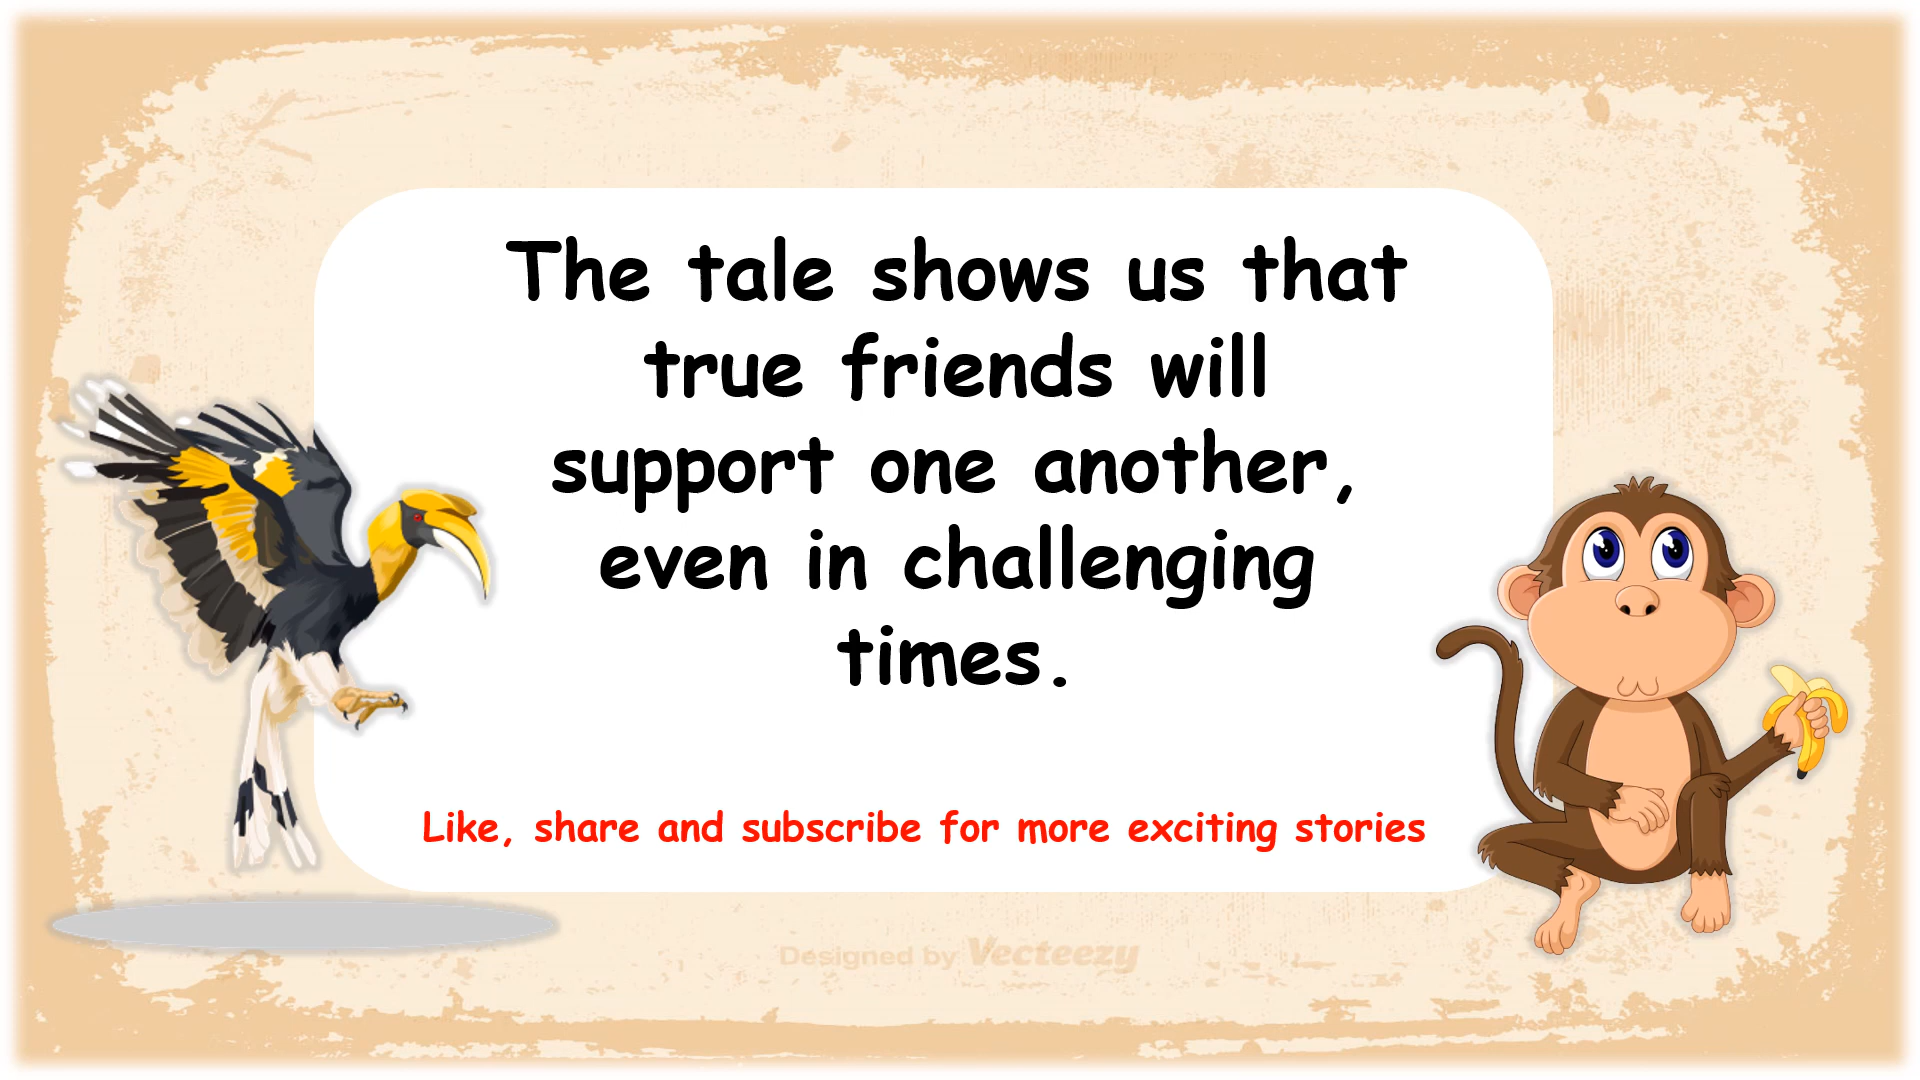 The tale shows us that
true friends will
support one another,
even in challenging
times.
Like, share and subscribe for more exciting stories
Designed by Vecteezy